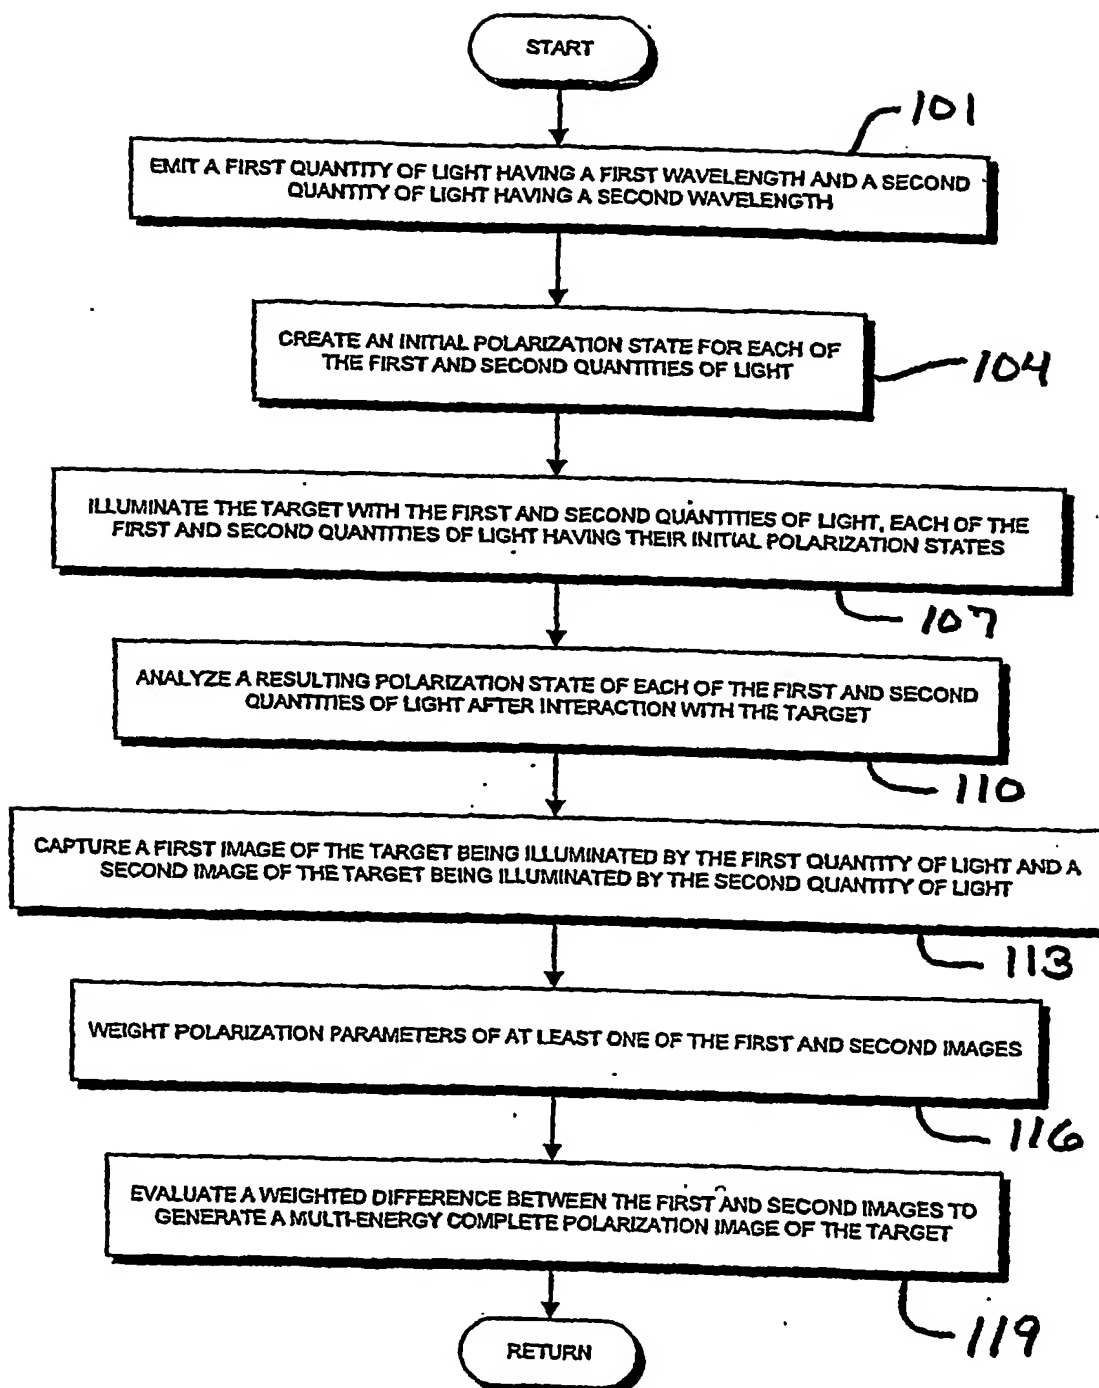 START
101
EMIT A FIRST QUANTITY OF LIGHT HAVING A FIRST WAVELENGTH AND A SECOND
QUANTITY OF LIGHT HAVING A SECOND WAVELENGTH
CREATE AN INITIAL POLARIZATION STATE FOR EACH OF
THE FIRST AND SECOND QUANTITIES OF LIGHT
104
ILLUMINATE THE TARGET WITH THE FIRST AND SECOND QUANTITIES OF LIGHT, EACH OF THE
FIRST AND SECOND QUANTITIES OF LIGHT HAVING THEIR INITIAL POLARIZATION STATES
107
ANALYZE A RESULTING POLARIZATION STATE OF EACH OF THE FIRST AND SECOND
QUANTITIES OF LIGHT AFTER INTERACTION WITH THE TARGET
110
CAPTURE A FIRST IMAGE OF THE TARGET BEING ILLUMINATED BY THE FIRST QUANTITY OF LIGHT AND A
SECOND IMAGE OF THE TARGET BEING ILLUMINATED BY THE SECOND QUANTITY OF LIGHT
113
WEIGHT POLARIZATION PARAMETERS OF AT LEAST ONE OF THE FIRST AND SECOND IMAGES
116
EVALUATE A WEIGHTED DIFFERENCE BETWEEN THE FIRST AND SECOND IMAGES TO
GENERATE A MULTI-ENERGY COMPLETE POLARIZATION IMAGE OF THE TARGET
119
RETURN